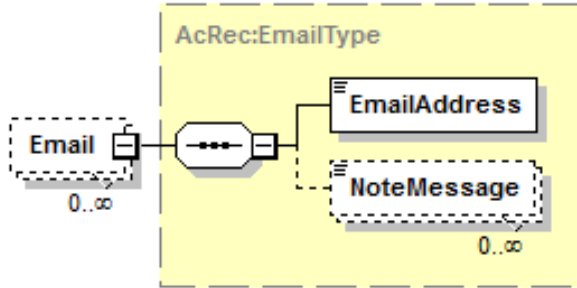 AcRec:EmailType
EmailAddress
Email
0..∞
NoteMessage
0..∞